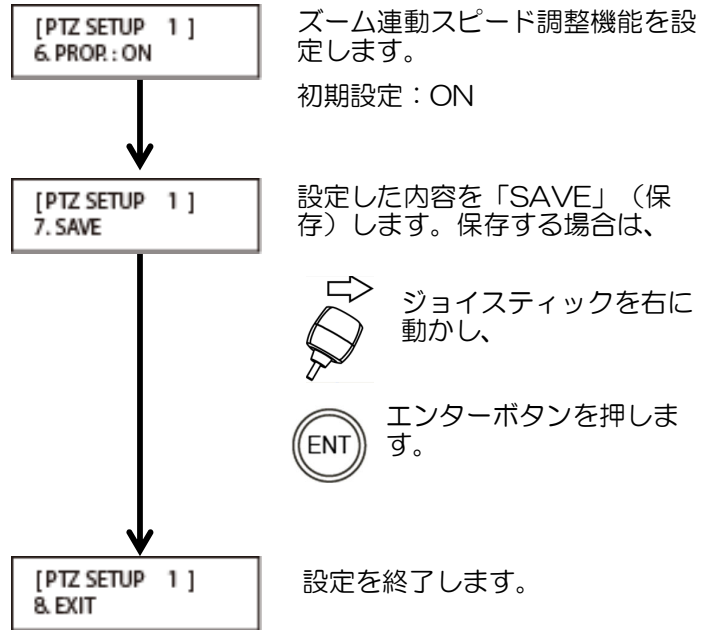 [PTZ SETUP 1 ]
6. PROP. : ON
ズーム連動スピード調整機能を設
定します。
初期設定：ON
[PTZ SETUP 1 ]
7. SAVE
設定した内容を「SAVE」（保
存）します。保存する場合は、
ジョイスティックを右に
動かし、
ENT
エンターボタンを押しま
す。
[PTZ SETUP 1 ]
8. EXIT
設定を終了します。